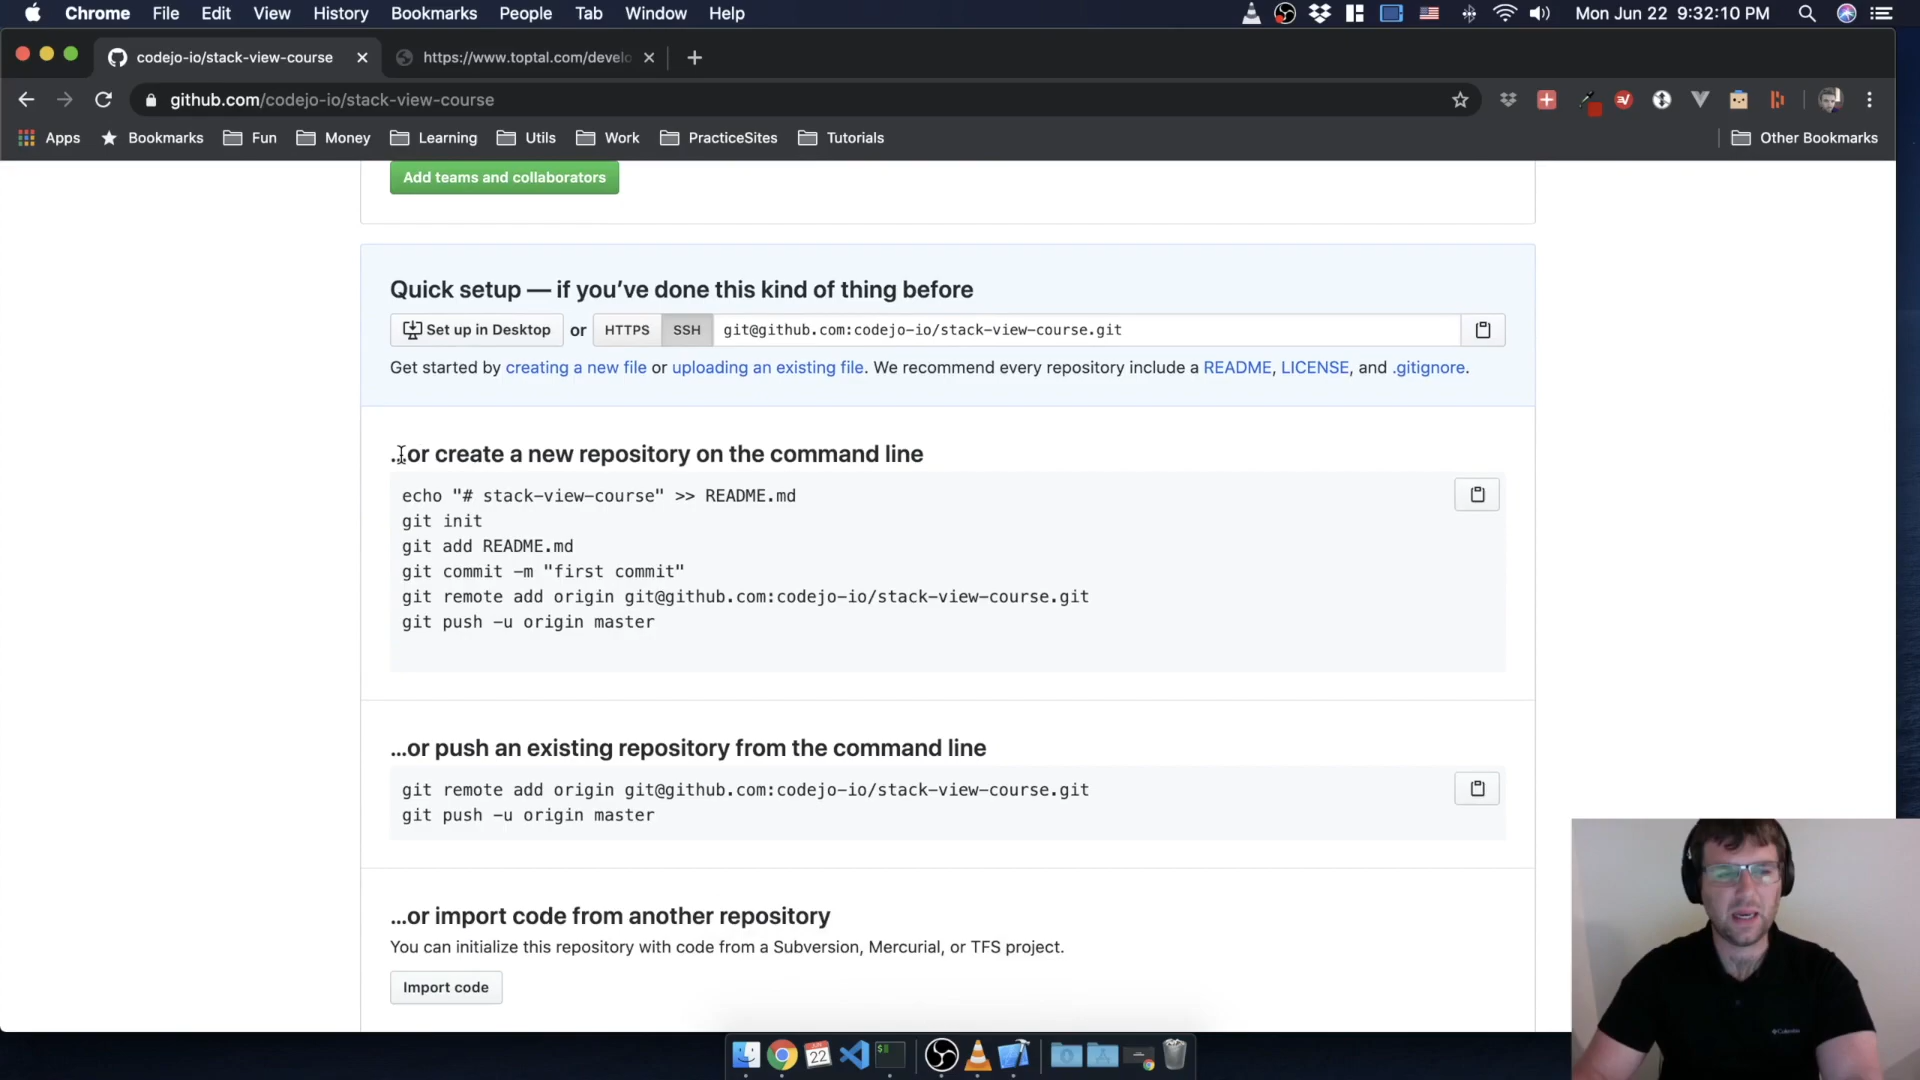 Chrome File Edit View History Bookmarks People Tab Window Help
Mon Jun 22 9:32:10 PM
codejo-io/stack-view-course
https://www.toptal.com/develo
github.com/codejo-io/stack-view-course
Apps Bookmarks Fun Money Learning Utils Work PracticeSites Tutorials Other Bookmarks
Add teams and collaborators
Quick setup — if you’ve done this kind of thing before
Set up in Desktop or HTTPS SSH git@github.com:codejo-io/stack-view-course.git
Get started by creating a new file or uploading an existing file. We recommend every repository include a README, LICENSE, and .gitignore.
…or create a new repository on the command line
echo "# stack-view-course" >> README.md
git init
git add README.md
git commit -m "first commit"
git remote add origin git@github.com:codejo-io/stack-view-course.git
git push -u origin master
…or push an existing repository from the command line
git remote add origin git@github.com:codejo-io/stack-view-course.git
git push -u origin master
…or import code from another repository
You can initialize this repository with code from a Subversion, Mercurial, or TFS project.
Import code
22
Columbia